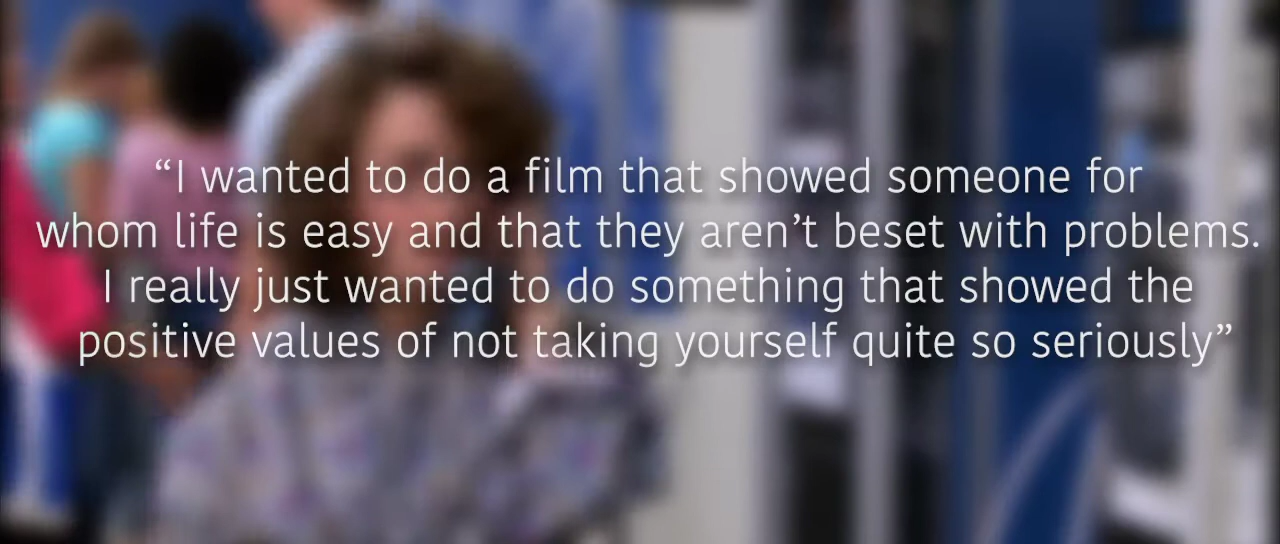 “I wanted to do a film that showed someone for
whom life is easy and that they aren’t beset with problems.
I really just wanted to do something that showed the
positive values of not taking yourself quite so seriously”